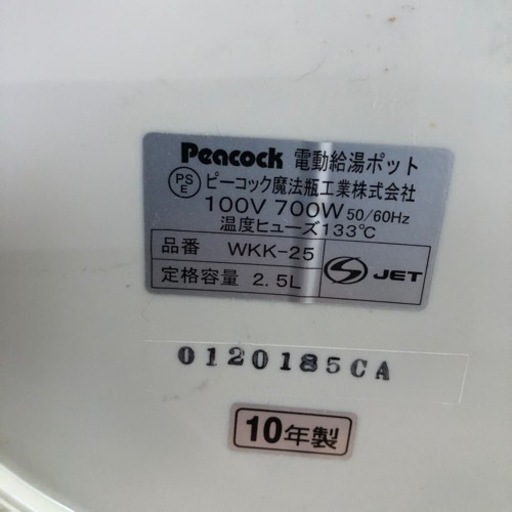 Peacock 電動給湯ポット
PS
E
ピーコック魔法瓶工業株式会社
100V 700W 50/60Hz
温度ヒューズ133℃
品番 WKK-25
定格容量 2.5L
JET
0120185CA
10年製